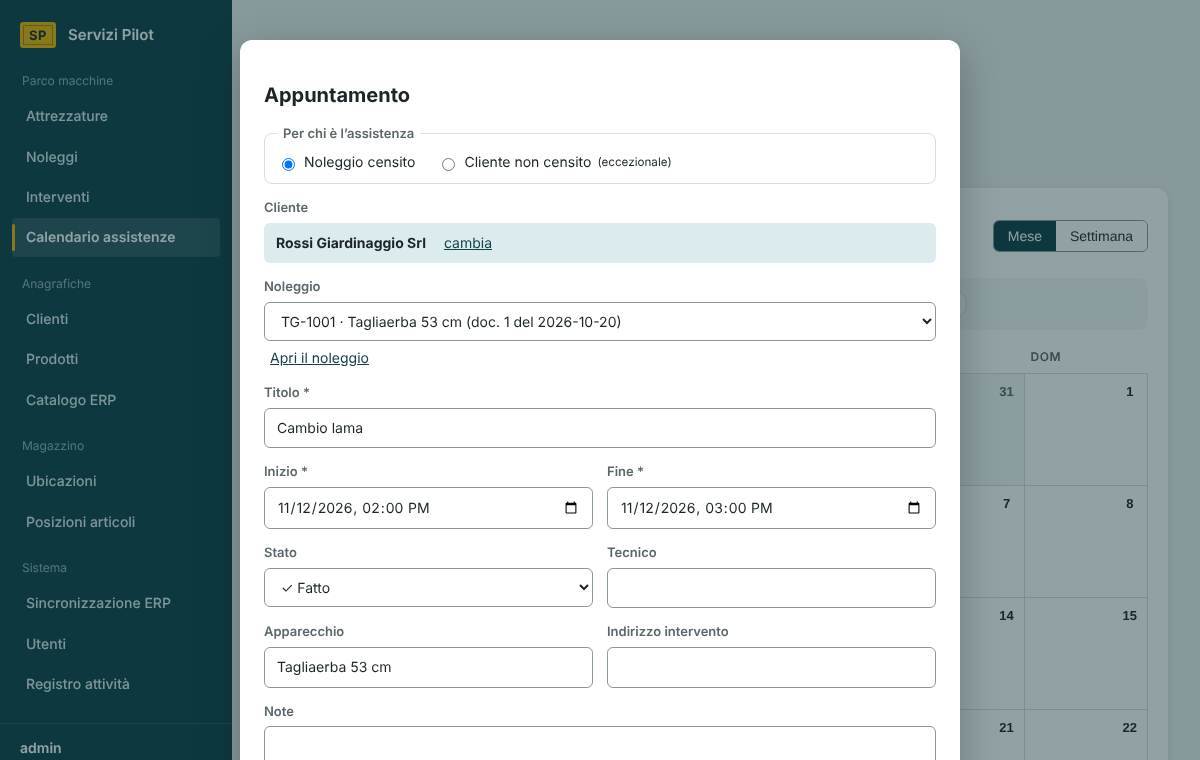 SP Servizi Pilot
Parco macchine
Attrezzature
Noleggi
Interventi
Calendario assistenze
Anagrafiche
Clienti
Prodotti
Catalogo ERP
Magazzino
Ubicazioni
Posizioni articoli
Sistema
Sincronizzazione ERP
Utenti
Registro attività
admin
Appuntamento
Per chi è l’assistenza
Noleggio censito Cliente non censito (eccezionale)
Cliente
Rossi Giardinaggio Srl cambia
Noleggio
TG-1001 · Tagliaerba 53 cm (doc. 1 del 2026-10-20)
Apri il noleggio
Titolo *
Cambio lama
Inizio * Fine *
11/12/2026, 02:00 PM 11/12/2026, 03:00 PM
Stato Tecnico
✓ Fatto
Apparecchio Indirizzo intervento
Tagliaerba 53 cm
Note
Mese Settimana
DOM
31 1
7 8
14 15
21 22